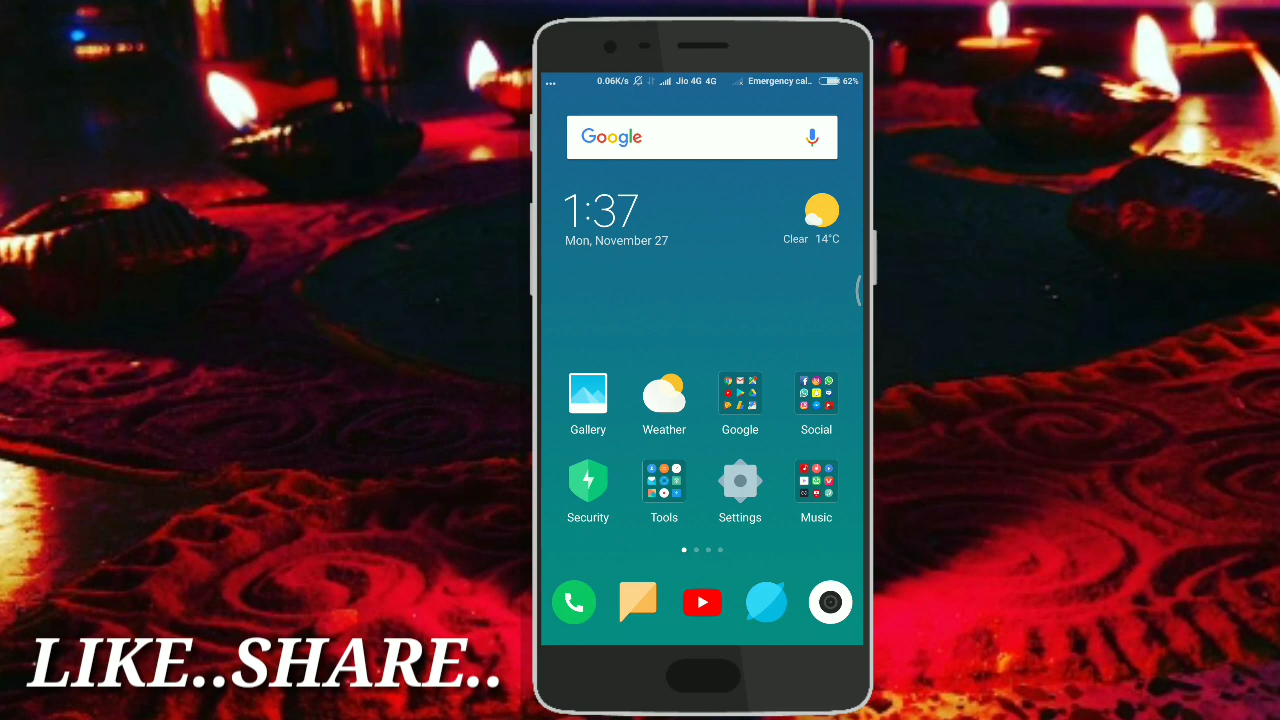 ... 0.06K/s Jio 4G 4G Emergency cal... 62%
Google
1:37
Mon, November 27
Clear 14°C
Gallery Weather Google Social
Security Tools Settings Music
LIKE..SHARE..